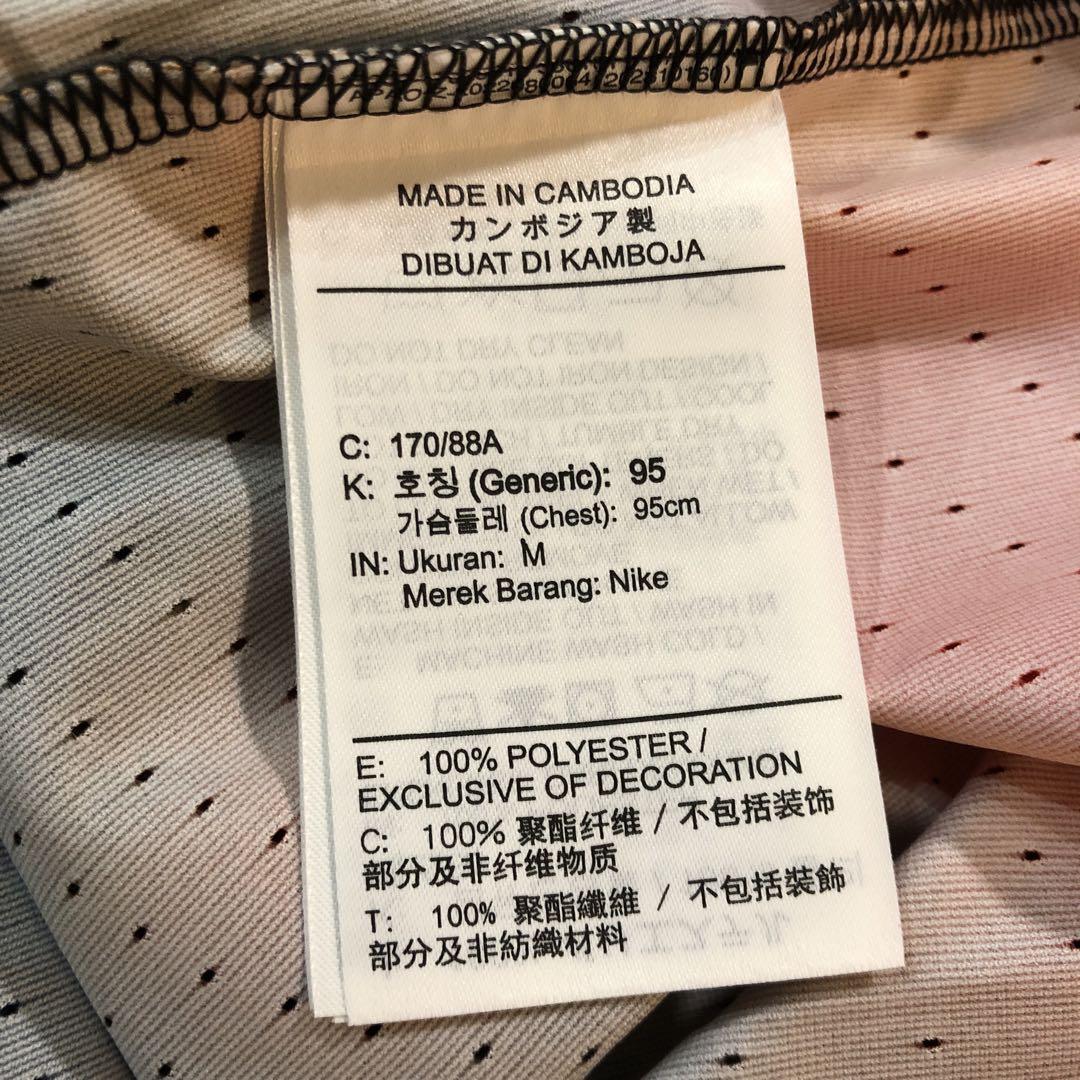 MADE IN CAMBODIA
カンボジア製
DIBUAT DI KAMBOJA
C: 170/88A
K: 호칭 (Generic): 95
가슴둘레 (Chest): 95cm
IN: Ukuran: M
Merek Barang: Nike
E: 100% POLYESTER /
EXCLUSIVE OF DECORATION
C: 100% 聚酯纤维 / 不包括装饰
部分及非纤维物质
T: 100% 聚酯纖維 / 不包括裝飾
部分及非紡織材料